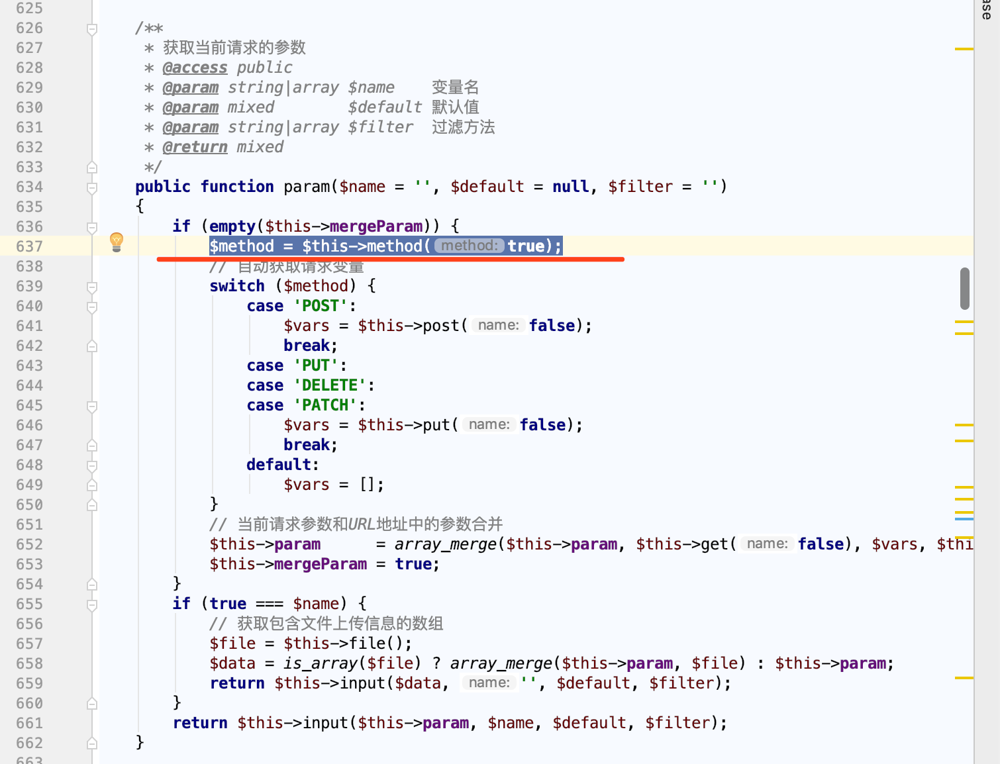 625
626 /**
627 * 获取当前请求的参数
628 * @access public
629 * @param string|array $name 变量名
630 * @param mixed $default 默认值
631 * @param string|array $filter 过滤方法
632 * @return mixed
633 */
634 public function param($name = '', $default = null, $filter = '')
635 {
636 if (empty($this->mergeParam)) {
637 $method = $this->method( method: true);
638 // 自动获取请求变量
639 switch ($method) {
640 case 'POST':
641 $vars = $this->post( name: false);
642 break;
643 case 'PUT':
644 case 'DELETE':
645 case 'PATCH':
646 $vars = $this->put( name: false);
647 break;
648 default:
649 $vars = [];
650 }
651 // 当前请求参数和URL地址中的参数合并
652 $this->param = array_merge($this->param, $this->get( name: false), $vars, $thi
653 $this->mergeParam = true;
654 }
655 if (true === $name) {
656 // 获取包含文件上传信息的数组
657 $file = $this->file();
658 $data = is_array($file) ? array_merge($this->param, $file) : $this->param;
659 return $this->input($data, name: '', $default, $filter);
660 }
661 return $this->input($this->param, $name, $default, $filter);
662 }
663
ase